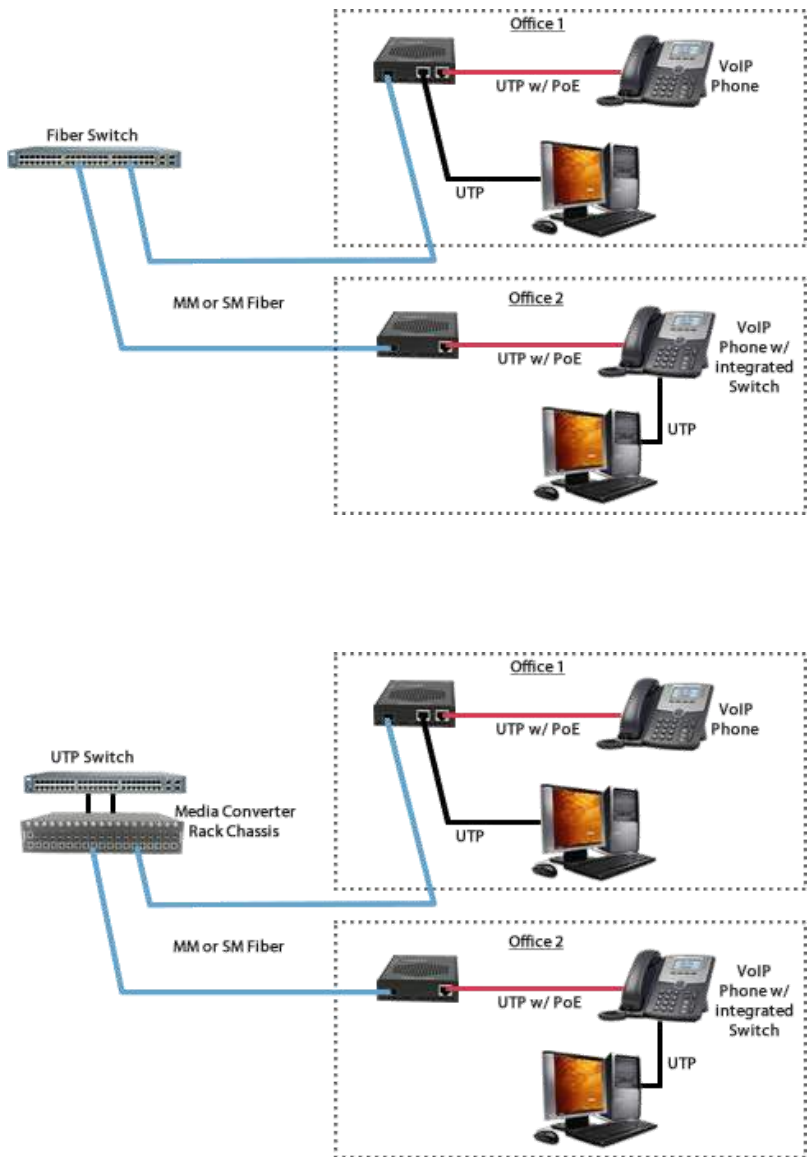 Office 1
VoIP
Phone
UTP w/ PoE
Fiber Switch
UTP
MM or SM Fiber
Office 2
VoIP
Phone w/
integrated
Switch
UTP w/ PoE
UTP
Office 1
VoIP
Phone
UTP w/ PoE
UTP Switch
Media Converter
Rack Chassis
UTP
MM or SM Fiber
Office 2
VoIP
Phone w/
integrated
Switch
UTP w/ PoE
UTP